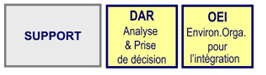 SUPPORT
DAR
Analyse
& Prise
de décision
OEI
Environ.Orga.
pour
l'intégration